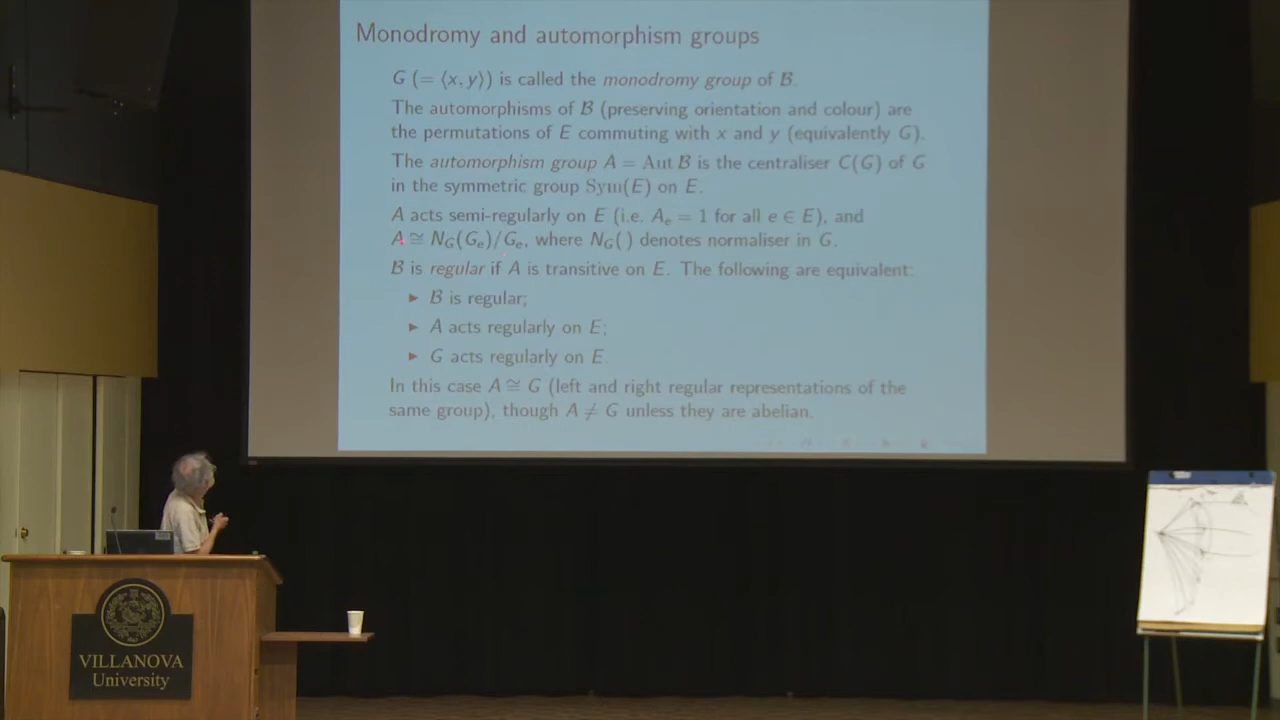 Monodromy and automorphism groups
G (= ⟨x, y⟩) is called the monodromy group of ℬ.
The automorphisms of ℬ (preserving orientation and colour) are
the permutations of E commuting with x and y (equivalently G).
The automorphism group A = Aut ℬ is the centraliser C(G) of G
in the symmetric group Sym(E) on E.
A acts semi-regularly on E (i.e. Aₑ = 1 for all e ∈ E), and
A ≅ N_G(Gₑ)/Gₑ, where N_G( ) denotes normaliser in G.
ℬ is regular if A is transitive on E. The following are equivalent:
▶ ℬ is regular;
▶ A acts regularly on E;
▶ G acts regularly on E.
In this case A ≅ G (left and right regular representations of the
same group), though A ≠ G unless they are abelian.
VILLANOVA
University